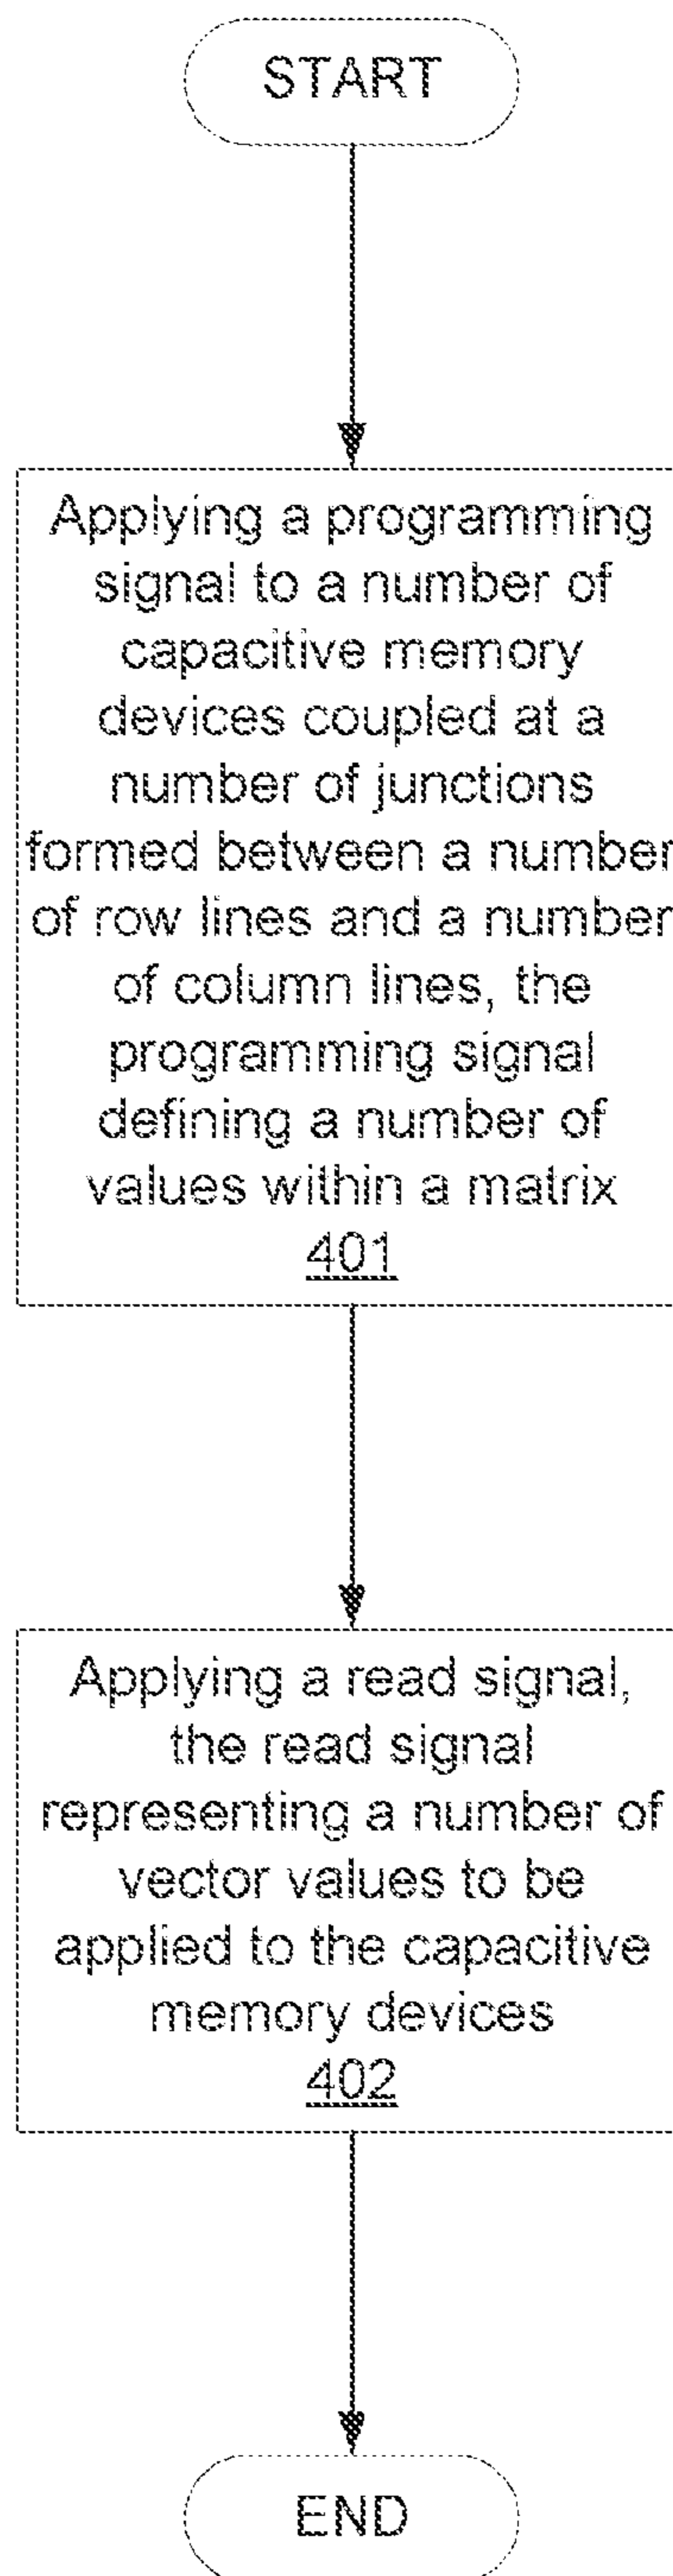 START
Applying a programming
signal to a number of
capacitive memory
devices coupled at a
number of junctions
formed between a number
of row lines and a number
of column lines, the
programming signal
defining a number of
values within a matrix
401
Applying a read signal,
the read signal
representing a number of
vector values to be
applied to the capacitive
memory devices
402
END